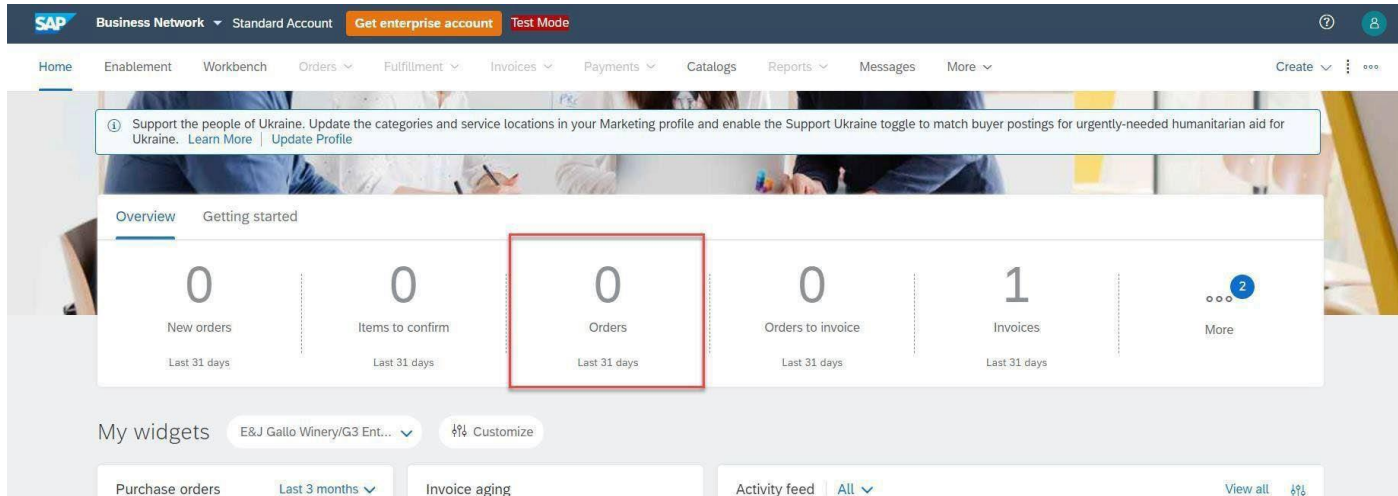 SAP Business Network Standard Account Get enterprise account Test Mode
Home Enablement Workbench Orders Fulfillment Invoices Payments Catalogs Reports Messages More Create
Support the people of Ukraine. Update the categories and service locations in your Marketing profile and enable the Support Ukraine toggle to match buyer postings for urgently-needed humanitarian aid for
Ukraine. Learn More | Update Profile
Overview Getting started
0 0 0 0 1 2
New orders Items to confirm Orders Orders to invoice Invoices More
Last 31 days Last 31 days Last 31 days Last 31 days Last 31 days
My widgets E&J Gallo Winery/G3 Ent... Customize
Purchase orders Last 3 months Invoice aging Activity feed | All View all